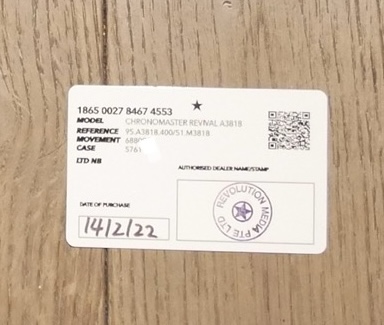 1865 0027 8467 4553
MODEL CHRONOMASTER REVIVAL A3818
REFERENCE 95.A3818.400/51.M3818
MOVEMENT
CASE
LTD NB
AUTHORISED DEALER NAME/STAMP
DATE OF PURCHASE
14/2/22
REVOLUTION MEDIA PTE LTD